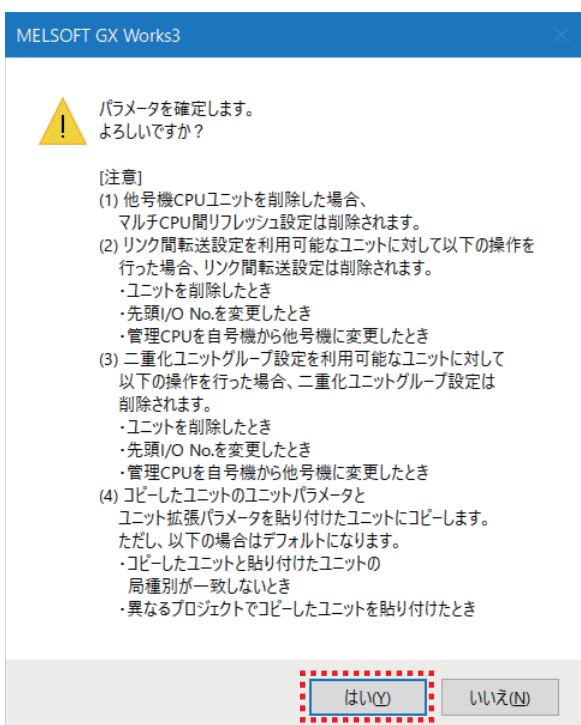 MELSOFT GX Works3
パラメータを確定します。
よろしいですか？
[注意]
(1) 他号機CPUユニットを削除した場合、
マルチCPU間リフレッシュ設定は削除されます。
(2) リンク間転送設定を利用可能なユニットに対して以下の操作を
行った場合、リンク間転送設定は削除されます。
・ユニットを削除したとき
・先頭I/O No.を変更したとき
・管理CPUを自号機から他号機に変更したとき
(3) 二重化ユニットグループ設定を利用可能なユニットに対して
以下の操作を行った場合、二重化ユニットグループ設定は
削除されます。
・ユニットを削除したとき
・先頭I/O No.を変更したとき
・管理CPUを自号機から他号機に変更したとき
(4) コピーしたユニットのユニットパラメータと
ユニット拡張パラメータを貼り付けたユニットにコピーします。
ただし、以下の場合はデフォルトになります。
・コピーしたユニットと貼り付けたユニットの
局種別が一致しないとき
・異なるプロジェクトでコピーしたユニットを貼り付けたとき
はい(Y) いいえ(N)